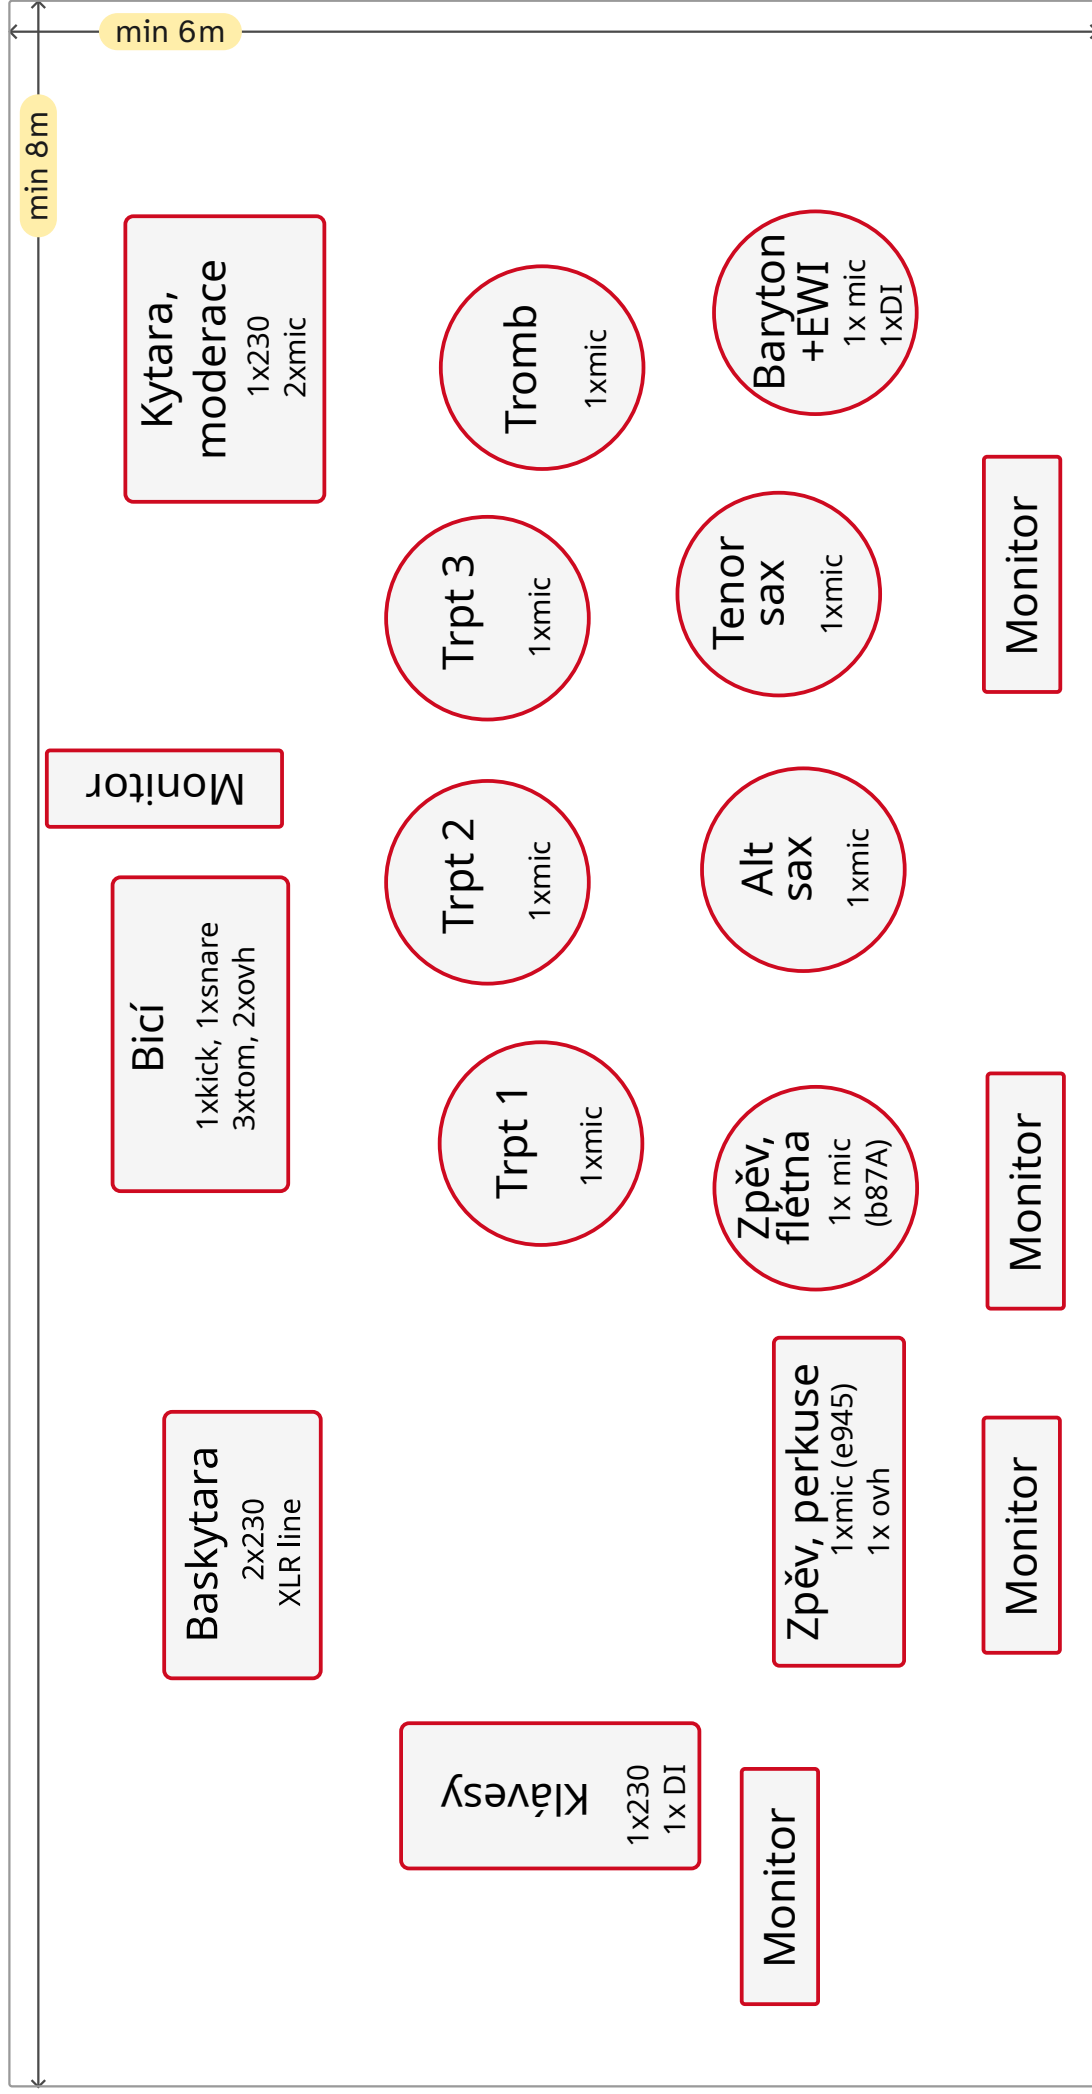 min 6m
min 8m
Kytara,
moderace
1x230
2xmic
Tromb
1xmic
Baryton
+EWI
1x mic
1xDI
Trpt 3
1xmic
Tenor
sax
1xmic
Monitor
Monitor
Trpt 2
1xmic
Alt
sax
1xmic
Bicí
1xkick, 1xsnare
3xtom, 2xovh
Trpt 1
1xmic
Zpěv,
flétna
1x mic
(b87A)
Monitor
Baskytara
2x230
XLR line
Zpěv, perkuse
1xmic (e945)
1x ovh
Monitor
Klávesy
1x230
1x DI
Monitor